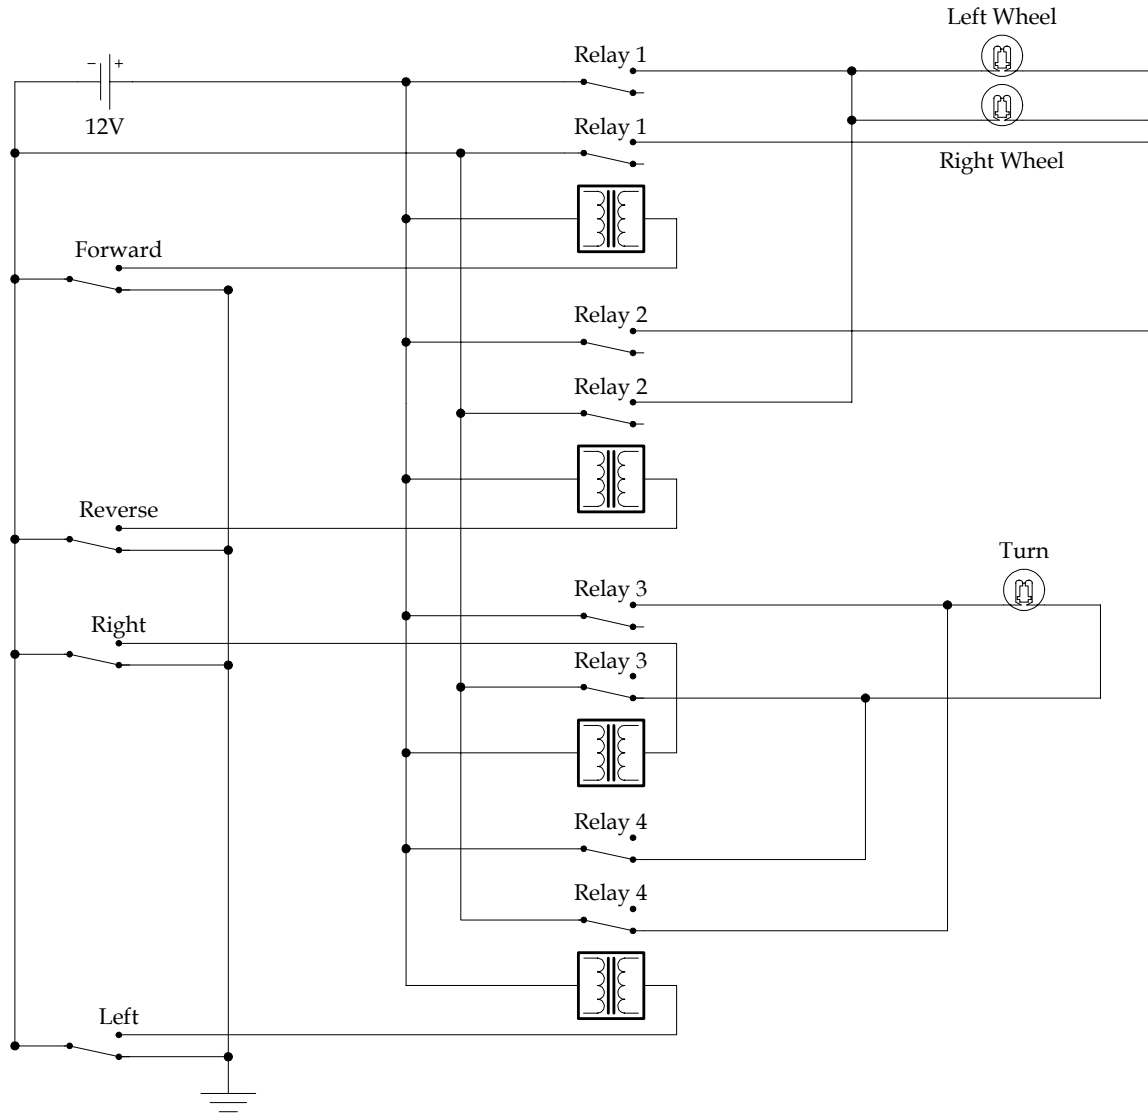 Left Wheel
Relay 1
− +
12V
Relay 1
Right Wheel
Forward
Relay 2
Relay 2
Reverse
Turn
Relay 3
Right
Relay 3
Relay 4
Relay 4
Left